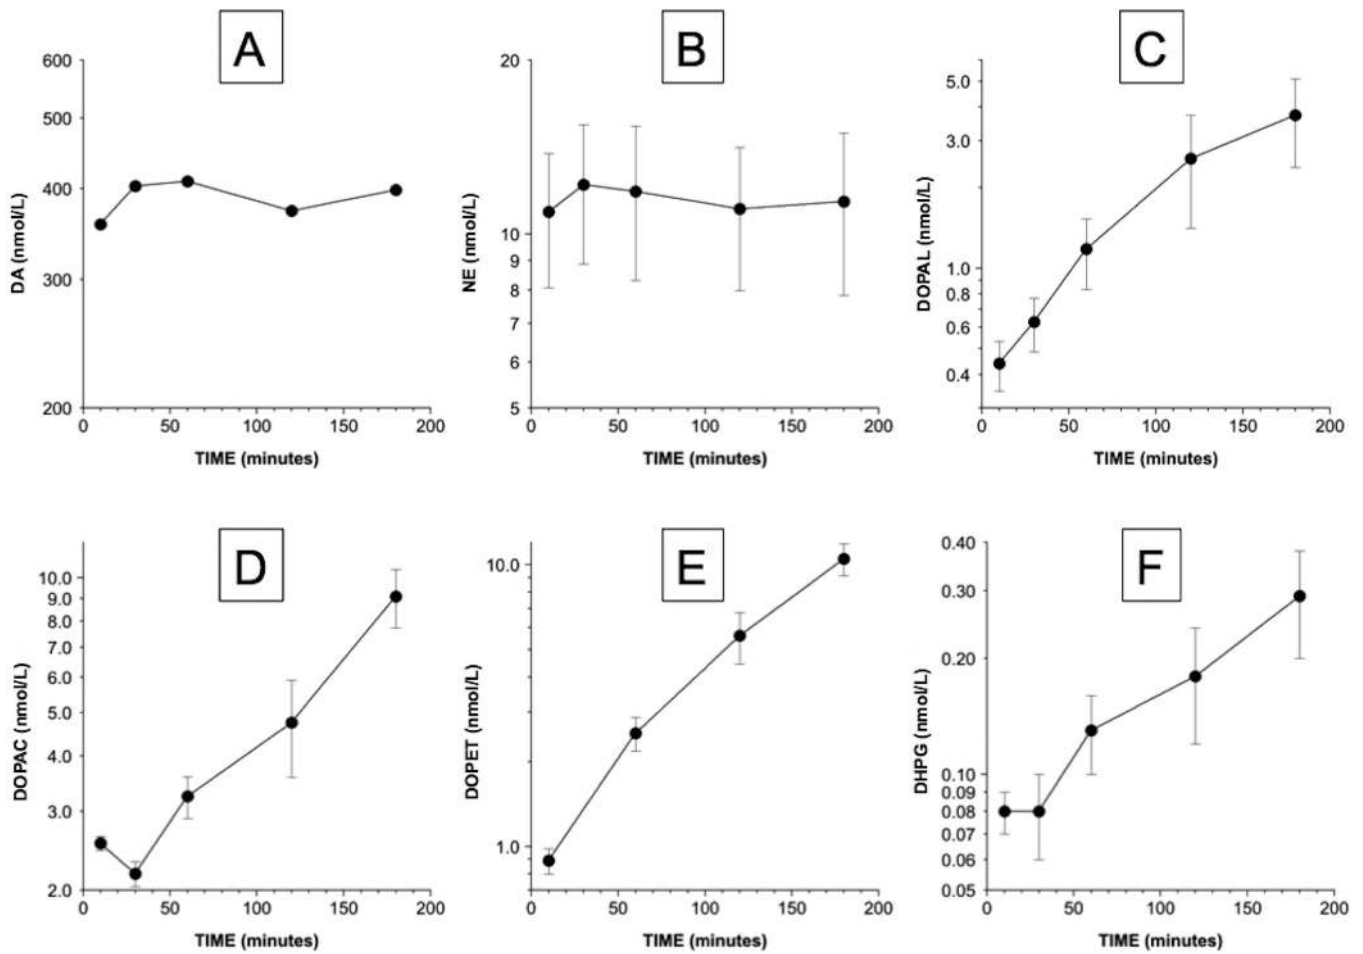 A
600
500
400
300
200
DA (nmol/L)
0 50 100 150 200
TIME (minutes)
B
20
10
9
8
7
6
5
NE (nmol/L)
0 50 100 150 200
TIME (minutes)
C
5.0
3.0
1.0
0.8
0.6
0.4
DOPAL (nmol/L)
0 50 100 150 200
TIME (minutes)
D
10.0
9.0
8.0
7.0
6.0
5.0
4.0
3.0
2.0
DOPAC (nmol/L)
0 50 100 150 200
TIME (minutes)
E
10.0
1.0
DOPET (nmol/L)
0 50 100 150 200
TIME (minutes)
F
0.40
0.30
0.20
0.10
0.09
0.08
0.07
0.06
0.05
DHPG (nmol/L)
0 50 100 150 200
TIME (minutes)